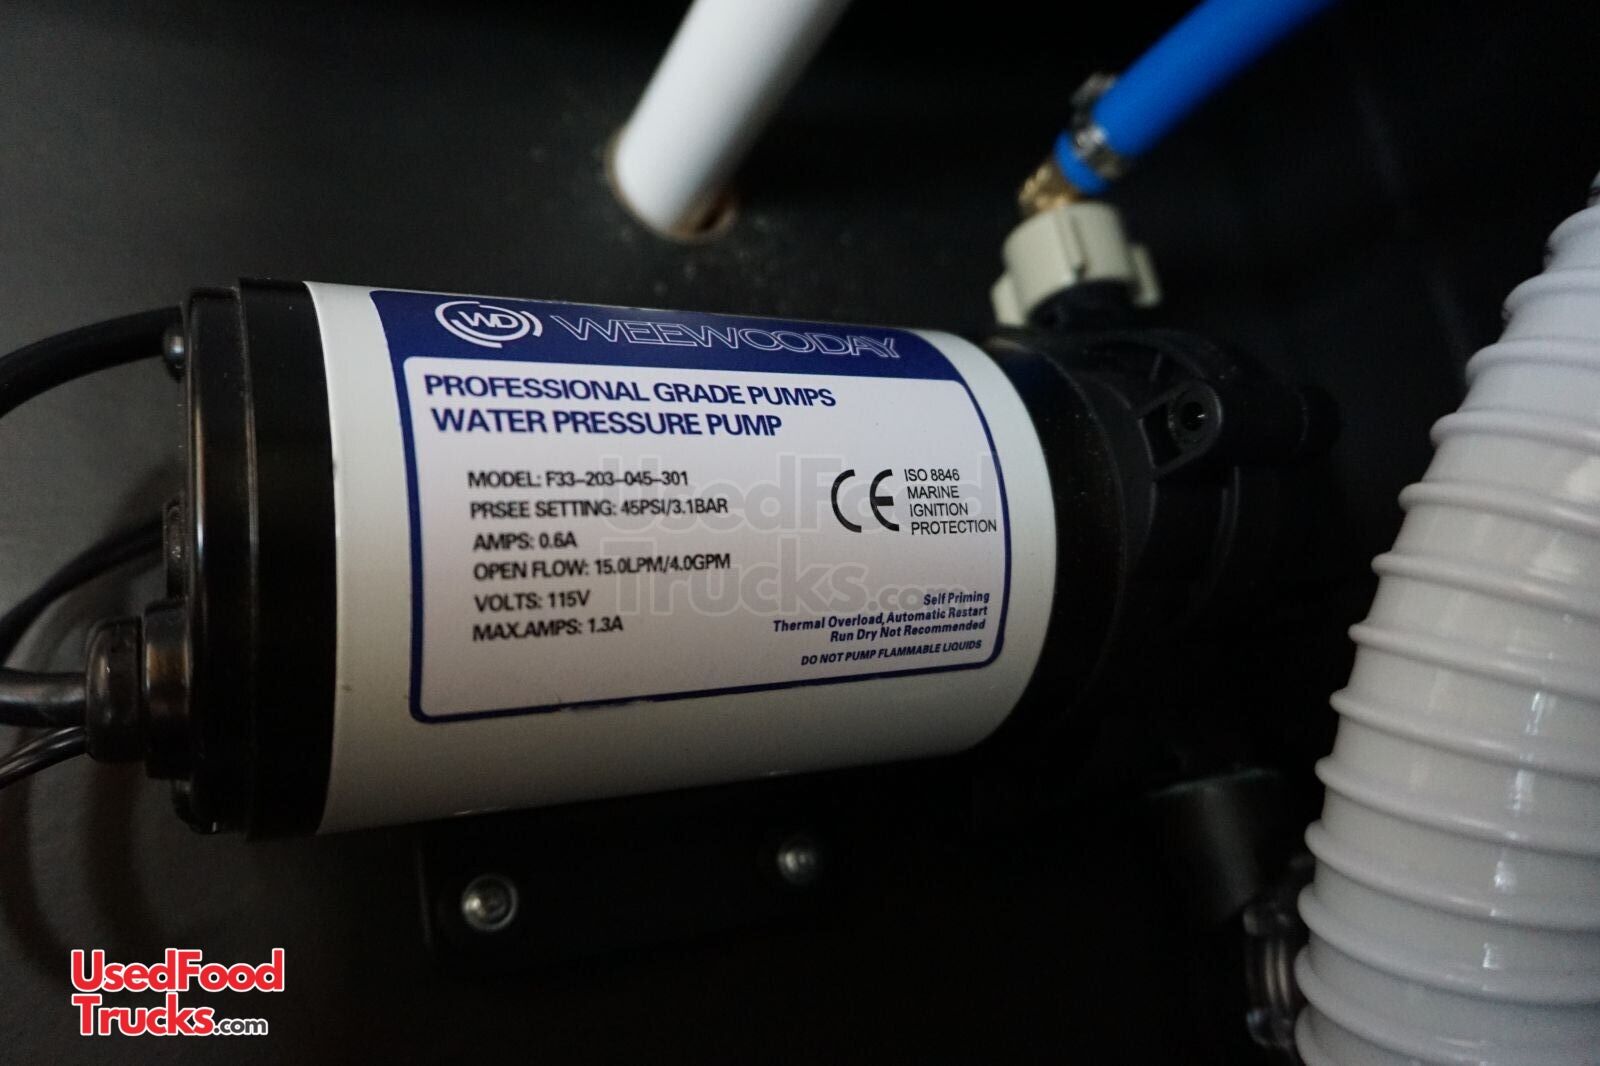 WD WEEWOODAY
PROFESSIONAL GRADE PUMPS
WATER PRESSURE PUMP
MODEL: F33-203-045-301
PRSEE SETTING: 45PSI/3.1BAR
AMPS: 0.6A
OPEN FLOW: 15.0LPM/4.0GPM
VOLTS: 115V
MAX.AMPS: 1.3A
CE
ISO 8846
MARINE
IGNITION
PROTECTION
Self Priming
Thermal Overload, Automatic Restart
Run Dry Not Recommended
DO NOT PUMP FLAMMABLE LIQUIDS
UsedFood
Trucks.com
UsedFood
Trucks.com